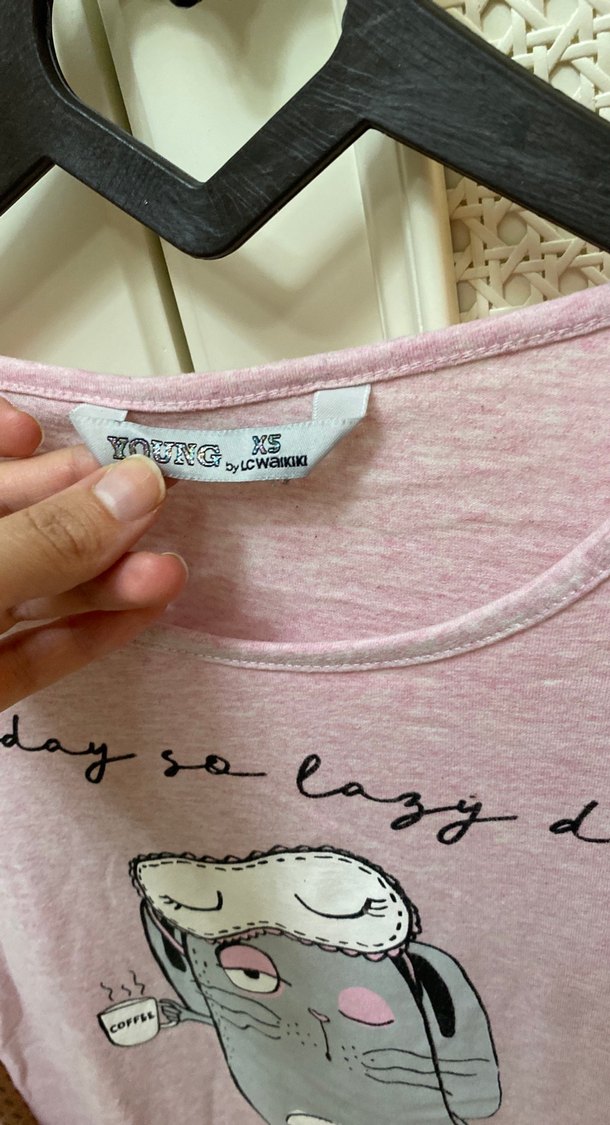 YOUNG XS
by LC WAIKIKI
day so lazy d
COFFEE